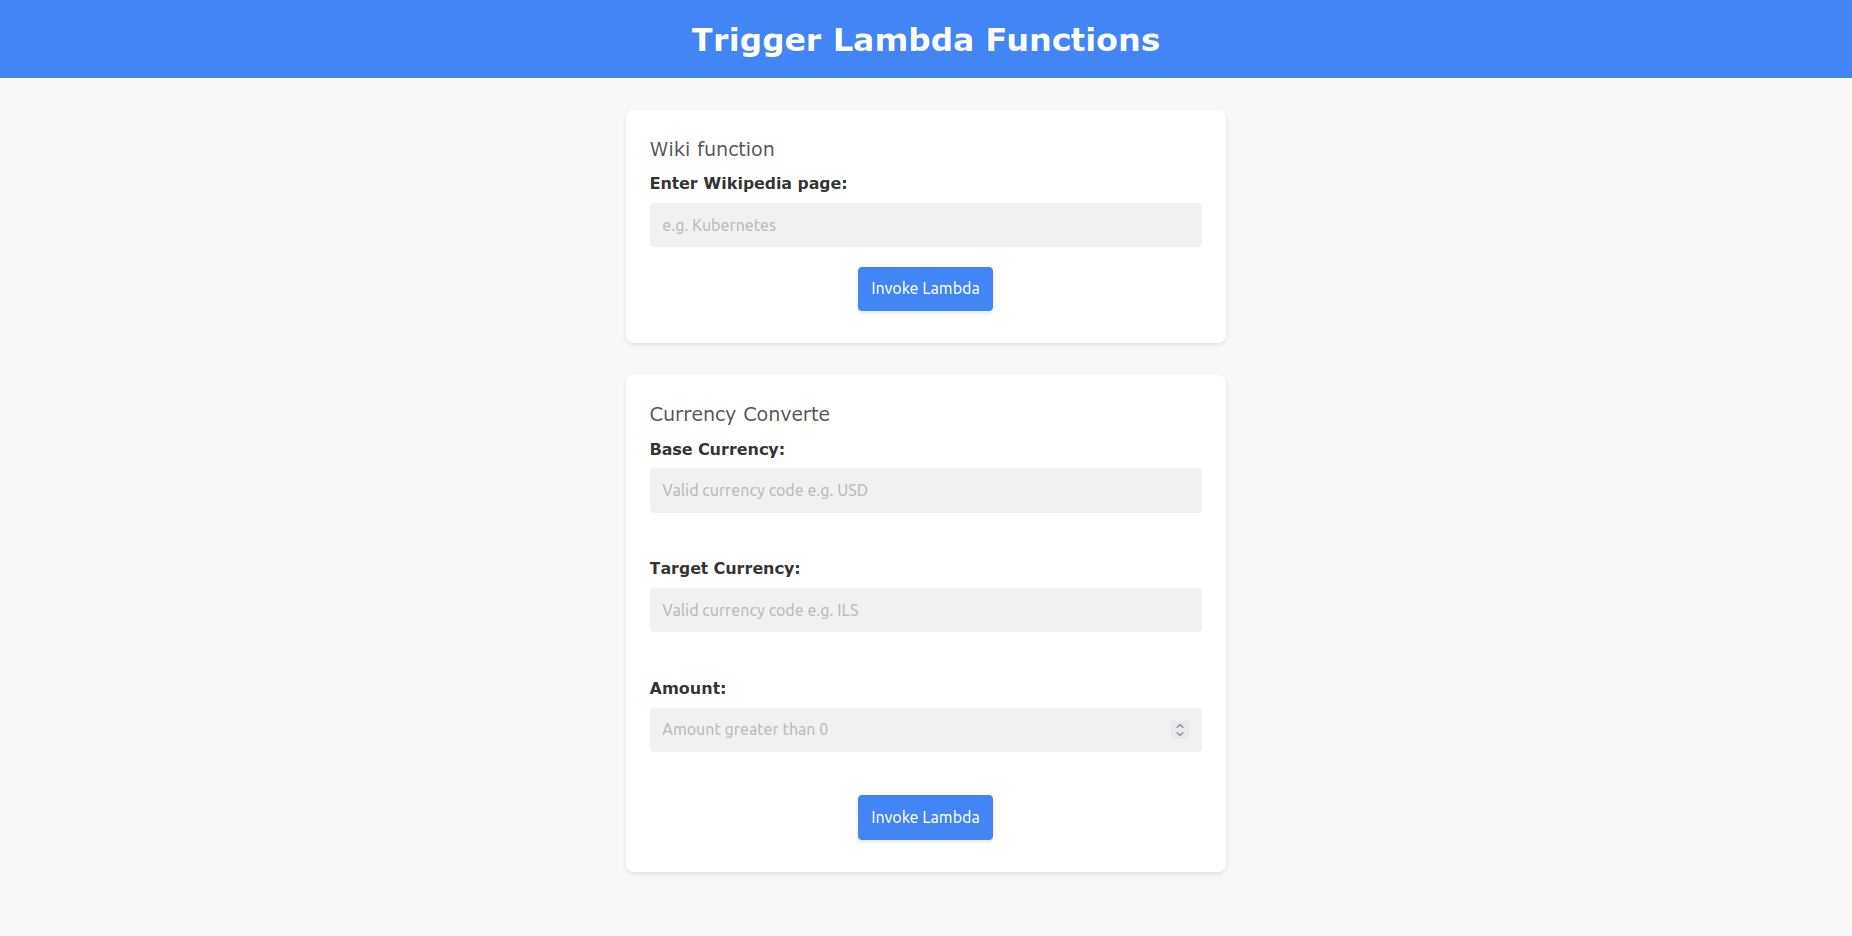 Trigger Lambda Functions
Wiki function
Enter Wikipedia page:
e.g. Kubernetes
Invoke Lambda
Currency Converte
Base Currency:
Valid currency code e.g. USD
Target Currency:
Valid currency code e.g. ILS
Amount:
Amount greater than 0
Invoke Lambda